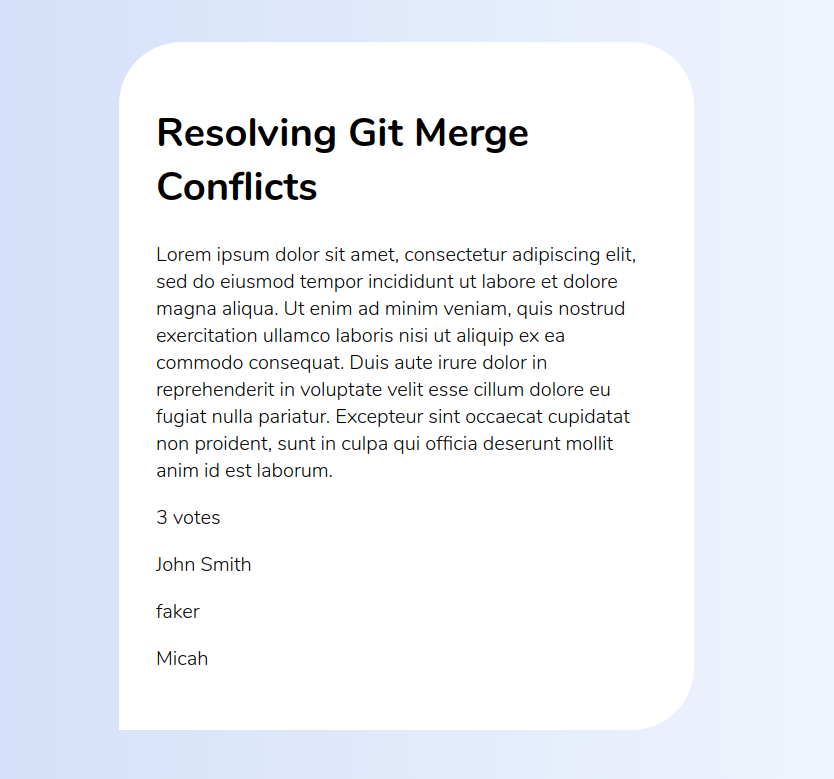 Resolving Git Merge
Conflicts
Lorem ipsum dolor sit amet, consectetur adipiscing elit,
sed do eiusmod tempor incididunt ut labore et dolore
magna aliqua. Ut enim ad minim veniam, quis nostrud
exercitation ullamco laboris nisi ut aliquip ex ea
commodo consequat. Duis aute irure dolor in
reprehenderit in voluptate velit esse cillum dolore eu
fugiat nulla pariatur. Excepteur sint occaecat cupidatat
non proident, sunt in culpa qui officia deserunt mollit
anim id est laborum.
3 votes
John Smith
faker
Micah